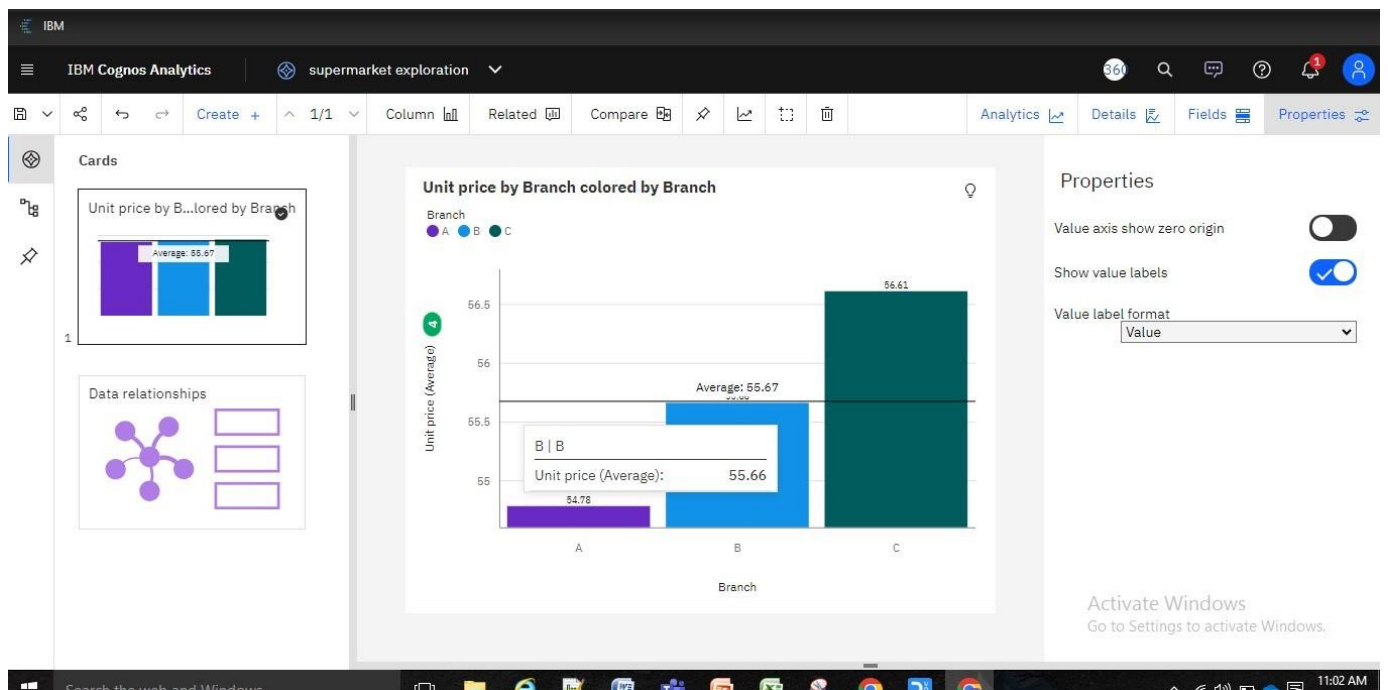 IBM
IBM Cognos Analytics
supermarket exploration
360
1
Create +
1/1
Column
Related
Compare
Analytics
Details
Fields
Properties
Cards
Unit price by B...lored by Branch
Average: 55.67
1
Data relationships
Unit price by Branch colored by Branch
Branch
A B C
Unit price (Average)
4
56.5
56
55.5
55
56.61
Average: 55.67
B | B
Unit price (Average): 55.66
54.78
A B C
Branch
Properties
Value axis show zero origin
Show value labels
Value label format
Value
Activate Windows
Go to Settings to activate Windows.
Search the web and Windows
11:02 AM